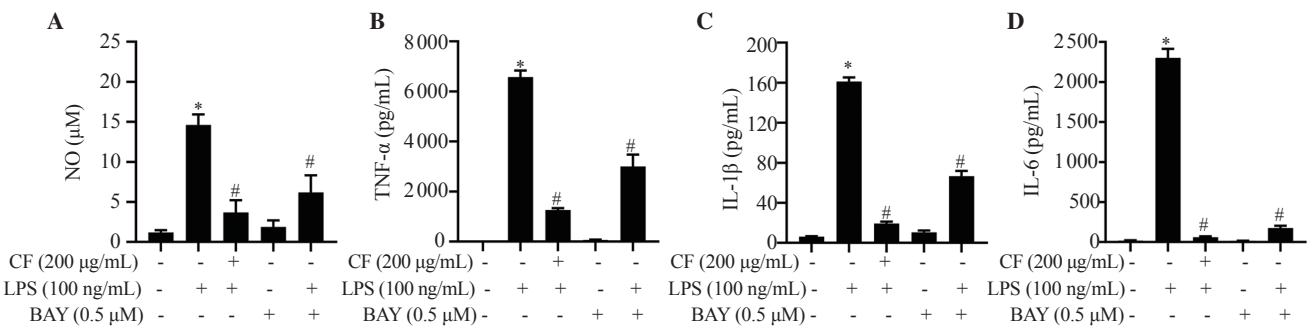 A
NO (μM)
25
20
15
10
5
0
*
#
#
CF (200 μg/mL) - - + - -
LPS (100 ng/mL) - + + - +
BAY (0.5 μM) - - - + +
B
TNF-α (pg/mL)
8 000
6 000
4 000
2 000
0
*
#
#
CF (200 μg/mL) - - + - -
LPS (100 ng/mL) - + + - +
BAY (0.5 μM) - - - + +
C
IL-1β (pg/mL)
160
120
80
40
0
*
#
#
CF (200 μg/mL) - - + - -
LPS (100 ng/mL) - + + - +
BAY (0.5 μM) - - - + +
D
IL-6 (pg/mL)
2 500
2 000
1 500
1 000
500
0
*
#
#
CF (200 μg/mL) - - + - -
LPS (100 ng/mL) - + + - +
BAY (0.5 μM) - - - + +